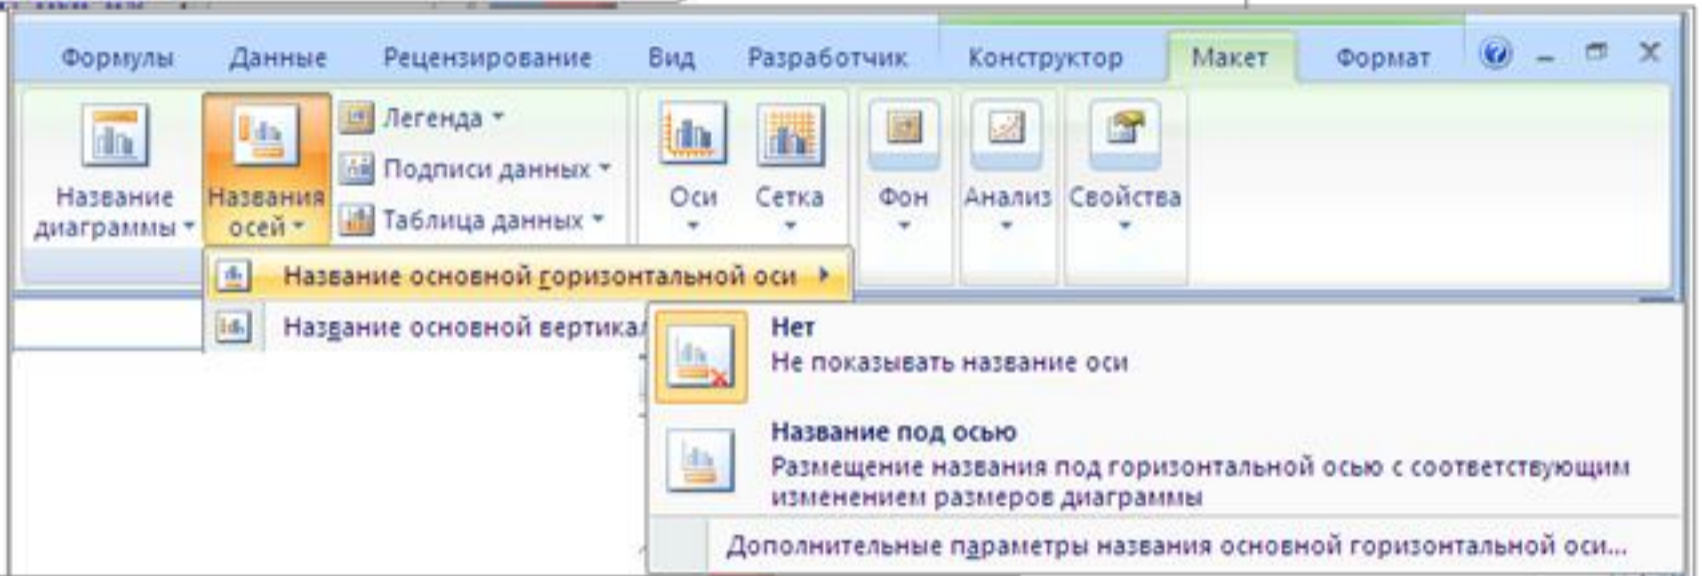 Формулы Данные Рецензирование Вид Разработчик Конструктор Макет Формат
Название диаграммы
Названия осей
Легенда
Подписи данных
Таблица данных
Оси
Сетка
Фон
Анализ
Свойства
Название основной горизонтальной оси
Название основной вертикал
Нет
Не показывать название оси
Название под осью
Размещение названия под горизонтальной осью с соответствующим
изменением размеров диаграммы
Дополнительные параметры названия основной горизонтальной оси...